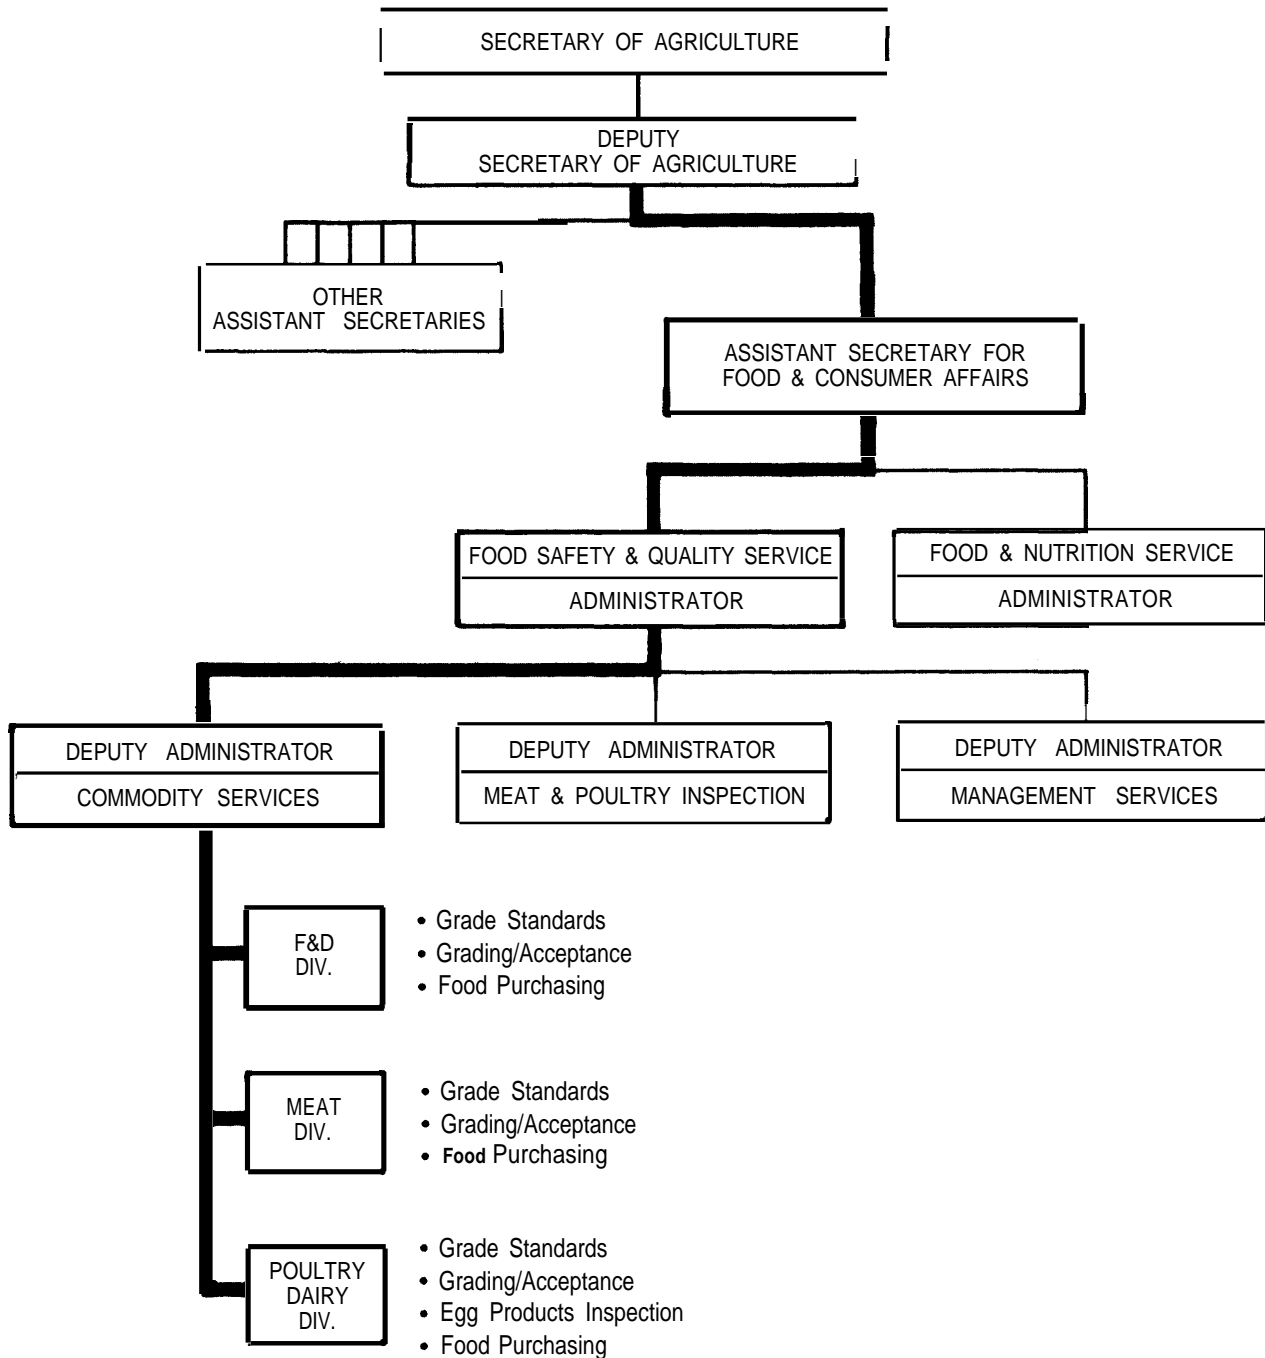 SECRETARY OF AGRICULTURE
DEPUTY
SECRETARY OF AGRICULTURE
OTHER
ASSISTANT SECRETARIES
ASSISTANT SECRETARY FOR
FOOD & CONSUMER AFFAIRS
FOOD SAFETY & QUALITY SERVICE
ADMINISTRATOR
FOOD & NUTRITION SERVICE
ADMINISTRATOR
DEPUTY ADMINISTRATOR
COMMODITY SERVICES
DEPUTY ADMINISTRATOR
MEAT & POULTRY INSPECTION
DEPUTY ADMINISTRATOR
MANAGEMENT SERVICES
F&D
DIV.
• Grade Standards
• Grading/Acceptance
• Food Purchasing
MEAT
DIV.
• Grade Standards
• Grading/Acceptance
• Food Purchasing
POULTRY
DAIRY
DIV.
• Grade Standards
• Grading/Acceptance
• Egg Products Inspection
• Food Purchasing